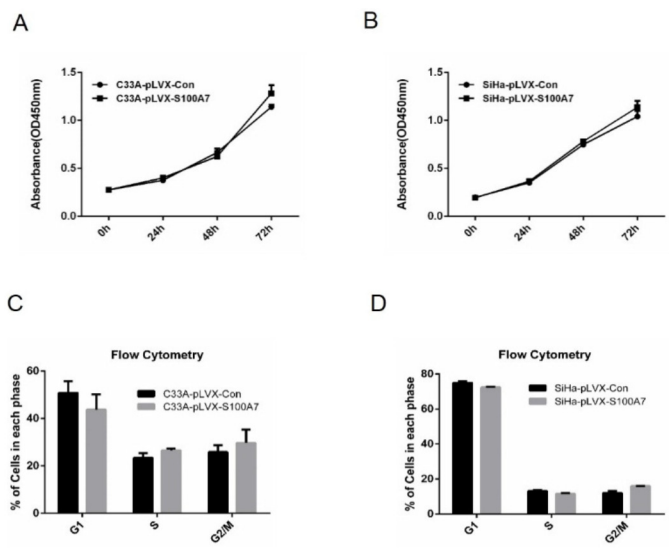 A
C33A-pLVX-Con
C33A-pLVX-S100A7
Absorbance(OD450nm)
1.5
1.0
0.5
0.0
0h
24h
48h
72h
B
SiHa-pLVX-Con
SiHa-pLVX-S100A7
Absorbance(OD450nm)
1.5
1.0
0.5
0.0
0h
24h
48h
72h
C
Flow Cytometry
C33A-pLVX-Con
C33A-pLVX-S100A7
% of Cells in each phase
60
40
20
0
G1
S
G2/M
D
Flow Cytometry
SiHa-pLVX-Con
SiHa-pLVX-S100A7
% of Cells in each phase
80
60
40
20
0
G1
S
G2/M